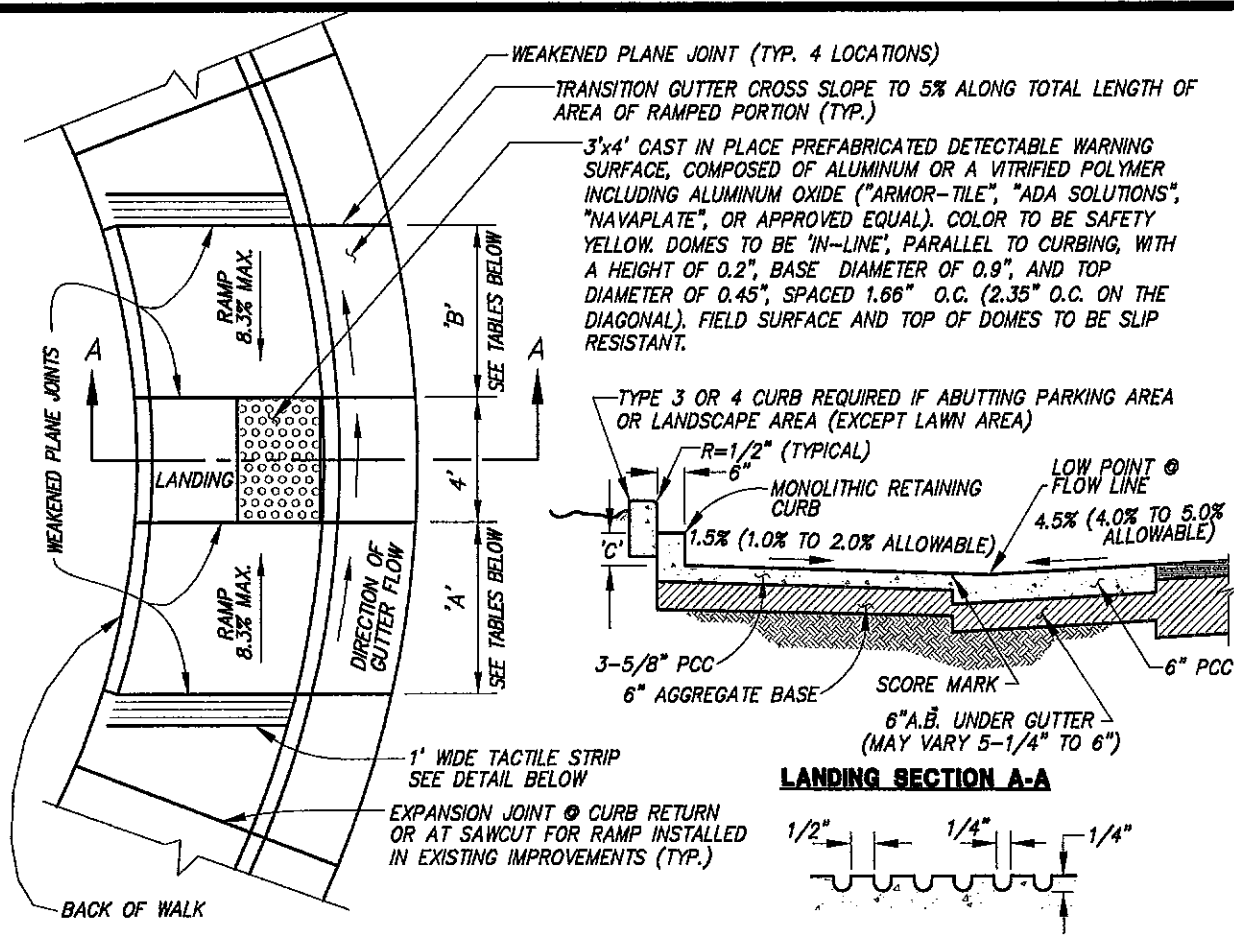 WEAKENED PLANE JOINT (TYP. 4 LOCATIONS)
TRANSITION GUTTER CROSS SLOPE TO 5% ALONG TOTAL LENGTH OF
AREA OF RAMPED PORTION (TYP.)
3'x4' CAST IN PLACE PREFABRICATED DETECTABLE WARNING
SURFACE, COMPOSED OF ALUMINUM OR A VITRIFIED POLYMER
INCLUDING ALUMINUM OXIDE ("ARMOR-TILE", "ADA SOLUTIONS",
"NAVAPLATE", OR APPROVED EQUAL). COLOR TO BE SAFETY
YELLOW. DOMES TO BE 'IN-LINE', PARALLEL TO CURBING, WITH
A HEIGHT OF 0.2", BASE DIAMETER OF 0.9", AND TOP
DIAMETER OF 0.45", SPACED 1.66" O.C. (2.35" O.C. ON THE
DIAGONAL). FIELD SURFACE AND TOP OF DOMES TO BE SLIP
RESISTANT.
WEAKENED PLANE JOINTS
A
RAMP
8.3% MAX.
'B'
SEE TABLES BELOW
A
LANDING
4'
RAMP
8.3% MAX.
DIRECTION OF
GUTTER FLOW
'A'
SEE TABLES BELOW
1' WIDE TACTILE STRIP
SEE DETAIL BELOW
EXPANSION JOINT @ CURB RETURN
OR AT SAWCUT FOR RAMP INSTALLED
IN EXISTING IMPROVEMENTS (TYP.)
BACK OF WALK
TYPE 3 OR 4 CURB REQUIRED IF ABUTTING PARKING AREA
OR LANDSCAPE AREA (EXCEPT LAWN AREA)
R=1/2" (TYPICAL)
6"
MONOLITHIC RETAINING
CURB
LOW POINT @
FLOW LINE
'C'
1.5% (1.0% TO 2.0% ALLOWABLE)
4.5% (4.0% TO 5.0%
ALLOWABLE)
3-5/8" PCC
6" AGGREGATE BASE
SCORE MARK
6" PCC
6"A.B. UNDER GUTTER
(MAY VARY 5-1/4" TO 6")
LANDING SECTION A-A
1/2"
1/4"
1/4"